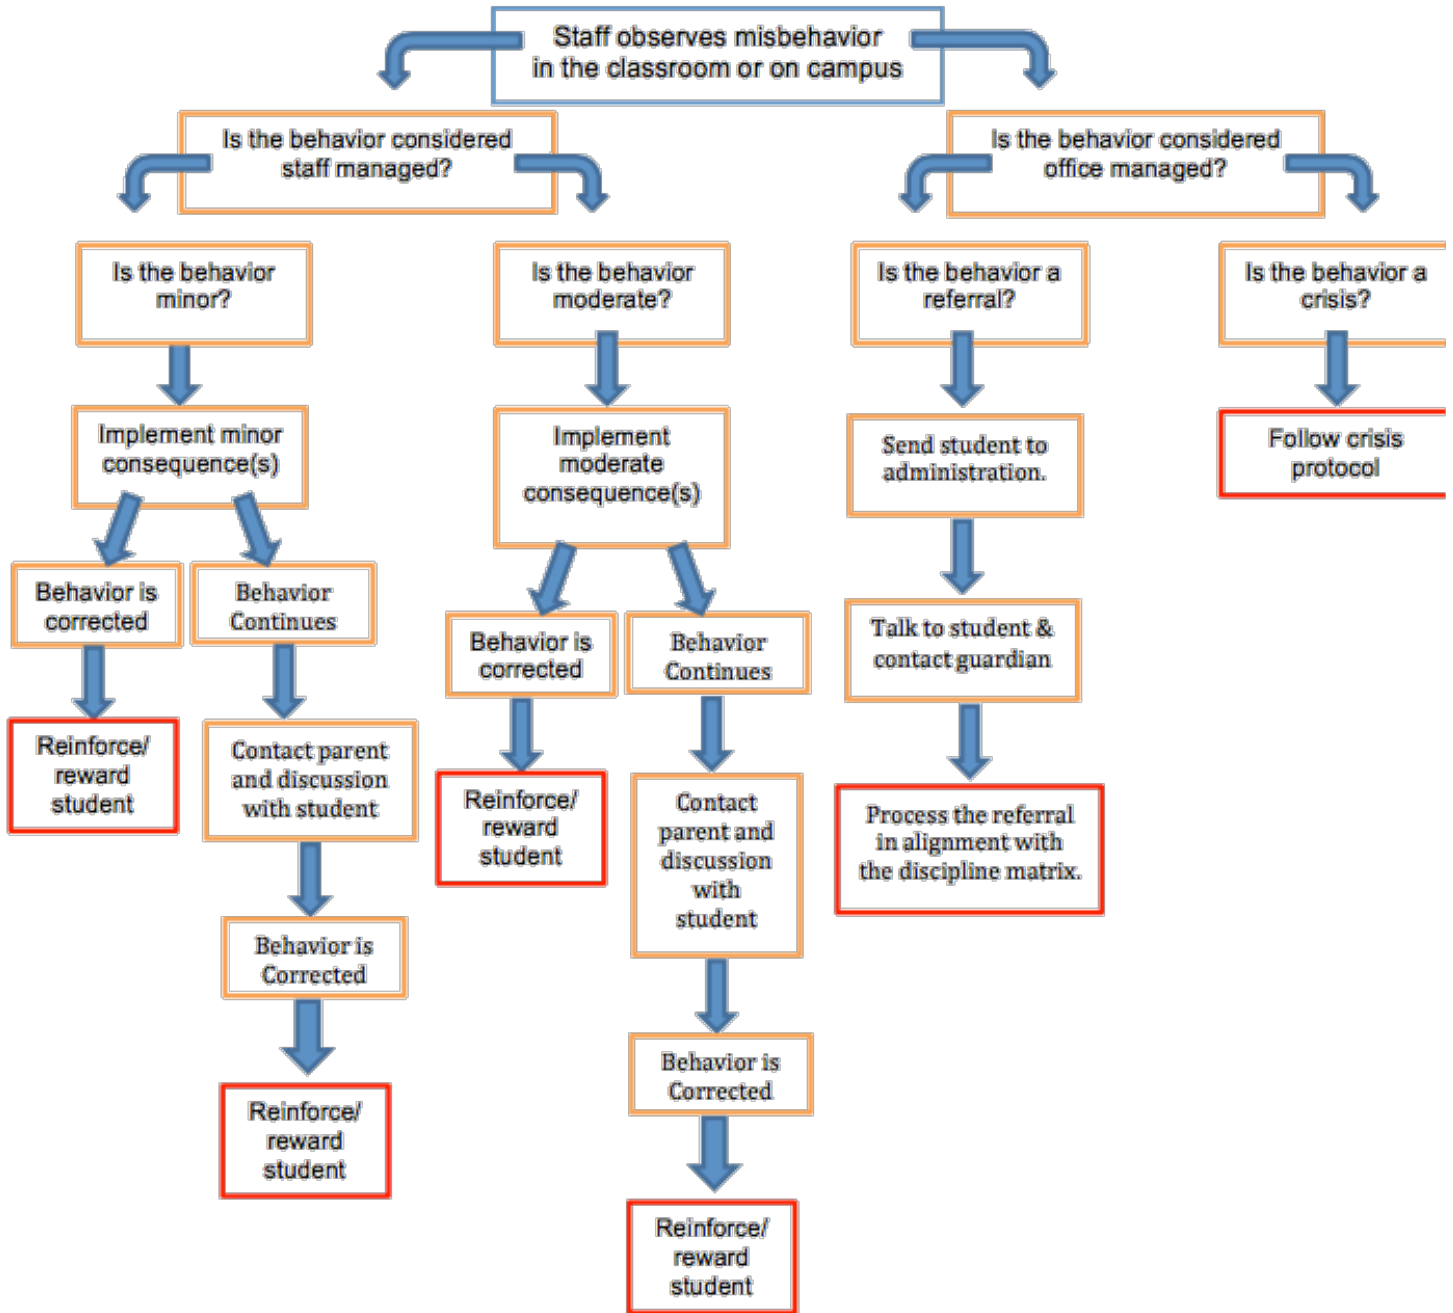 Staff observes misbehavior
in the classroom or on campus
Is the behavior considered
staff managed?
Is the behavior considered
office managed?
Is the behavior
minor?
Is the behavior
moderate?
Is the behavior a
referral?
Is the behavior a
crisis?
Implement minor
consequence(s)
Implement
moderate
consequence(s)
Send student to
administration.
Follow crisis
protocol
Behavior is
corrected
Behavior
Continues
Behavior is
corrected
Behavior
Continues
Talk to student &
contact guardian
Reinforce/
reward
student
Contact parent
and discussion
with student
Reinforce/
reward
student
Contact
parent and
discussion
with
student
Process the referral
in alignment with
the discipline matrix.
Behavior is
Corrected
Behavior is
Corrected
Reinforce/
reward
student
Reinforce/
reward
student